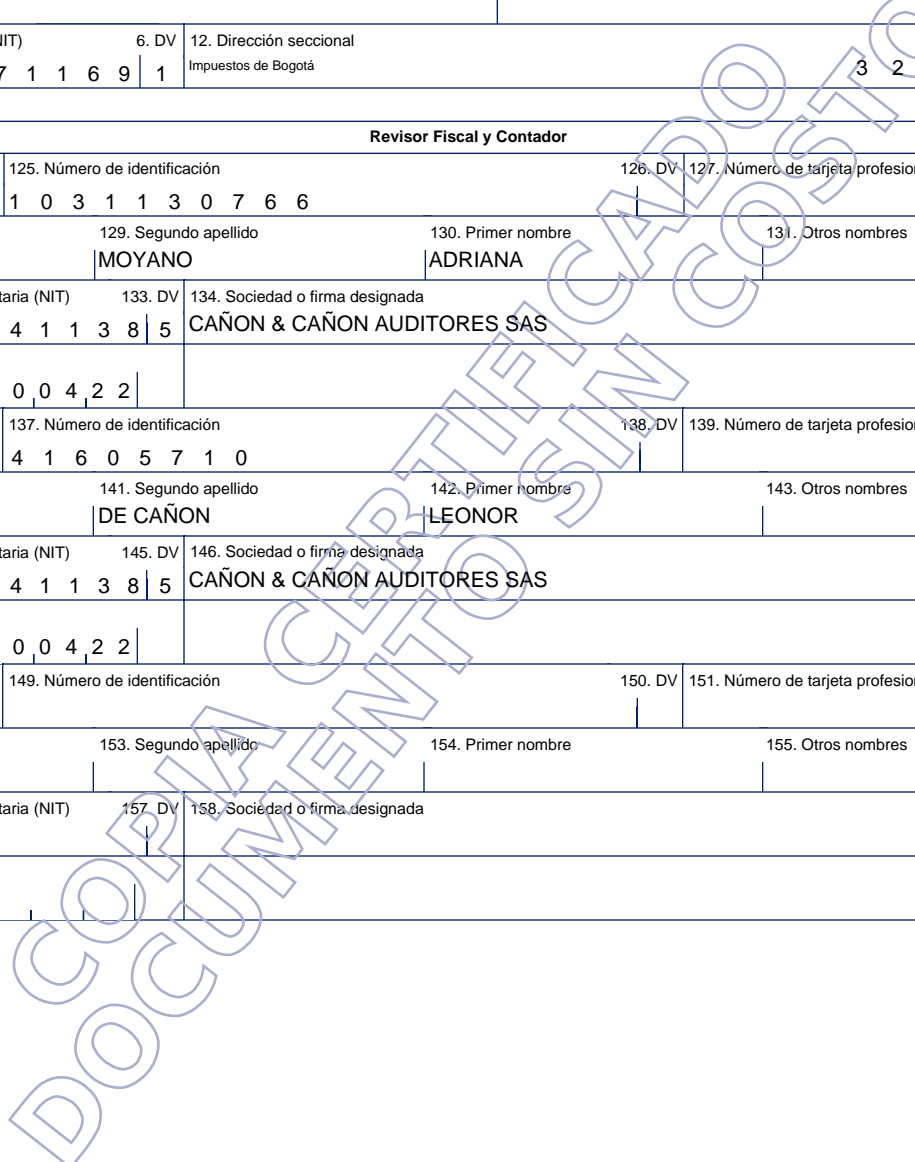 NIT) 6. DV 12. Dirección seccional
7 1 1 6 9 1 Impuestos de Bogotá 3 2
Revisor Fiscal y Contador
125. Número de identificación 126. DV 127. Número de tarjeta profesion
1 0 3 1 1 3 0 7 6 6
129. Segundo apellido 130. Primer nombre 131. Otros nombres
MOYANO ADRIANA
taria (NIT) 133. DV 134. Sociedad o firma designada
4 1 1 3 8 5 CAÑON & CAÑON AUDITORES SAS
0 0 4 2 2
137. Número de identificación 138. DV 139. Número de tarjeta profesion
4 1 6 0 5 7 1 0
141. Segundo apellido 142. Primer nombre 143. Otros nombres
DE CAÑON LEONOR
taria (NIT) 145. DV 146. Sociedad o firma designada
4 1 1 3 8 5 CAÑON & CAÑON AUDITORES SAS
0 0 4 2 2
149. Número de identificación 150. DV 151. Número de tarjeta profesion
153. Segundo apellido 154. Primer nombre 155. Otros nombres
taria (NIT) 157. DV 158. Sociedad o firma designada
COPIA CERTIFICADO
DOCUMENTO SIN COSTO